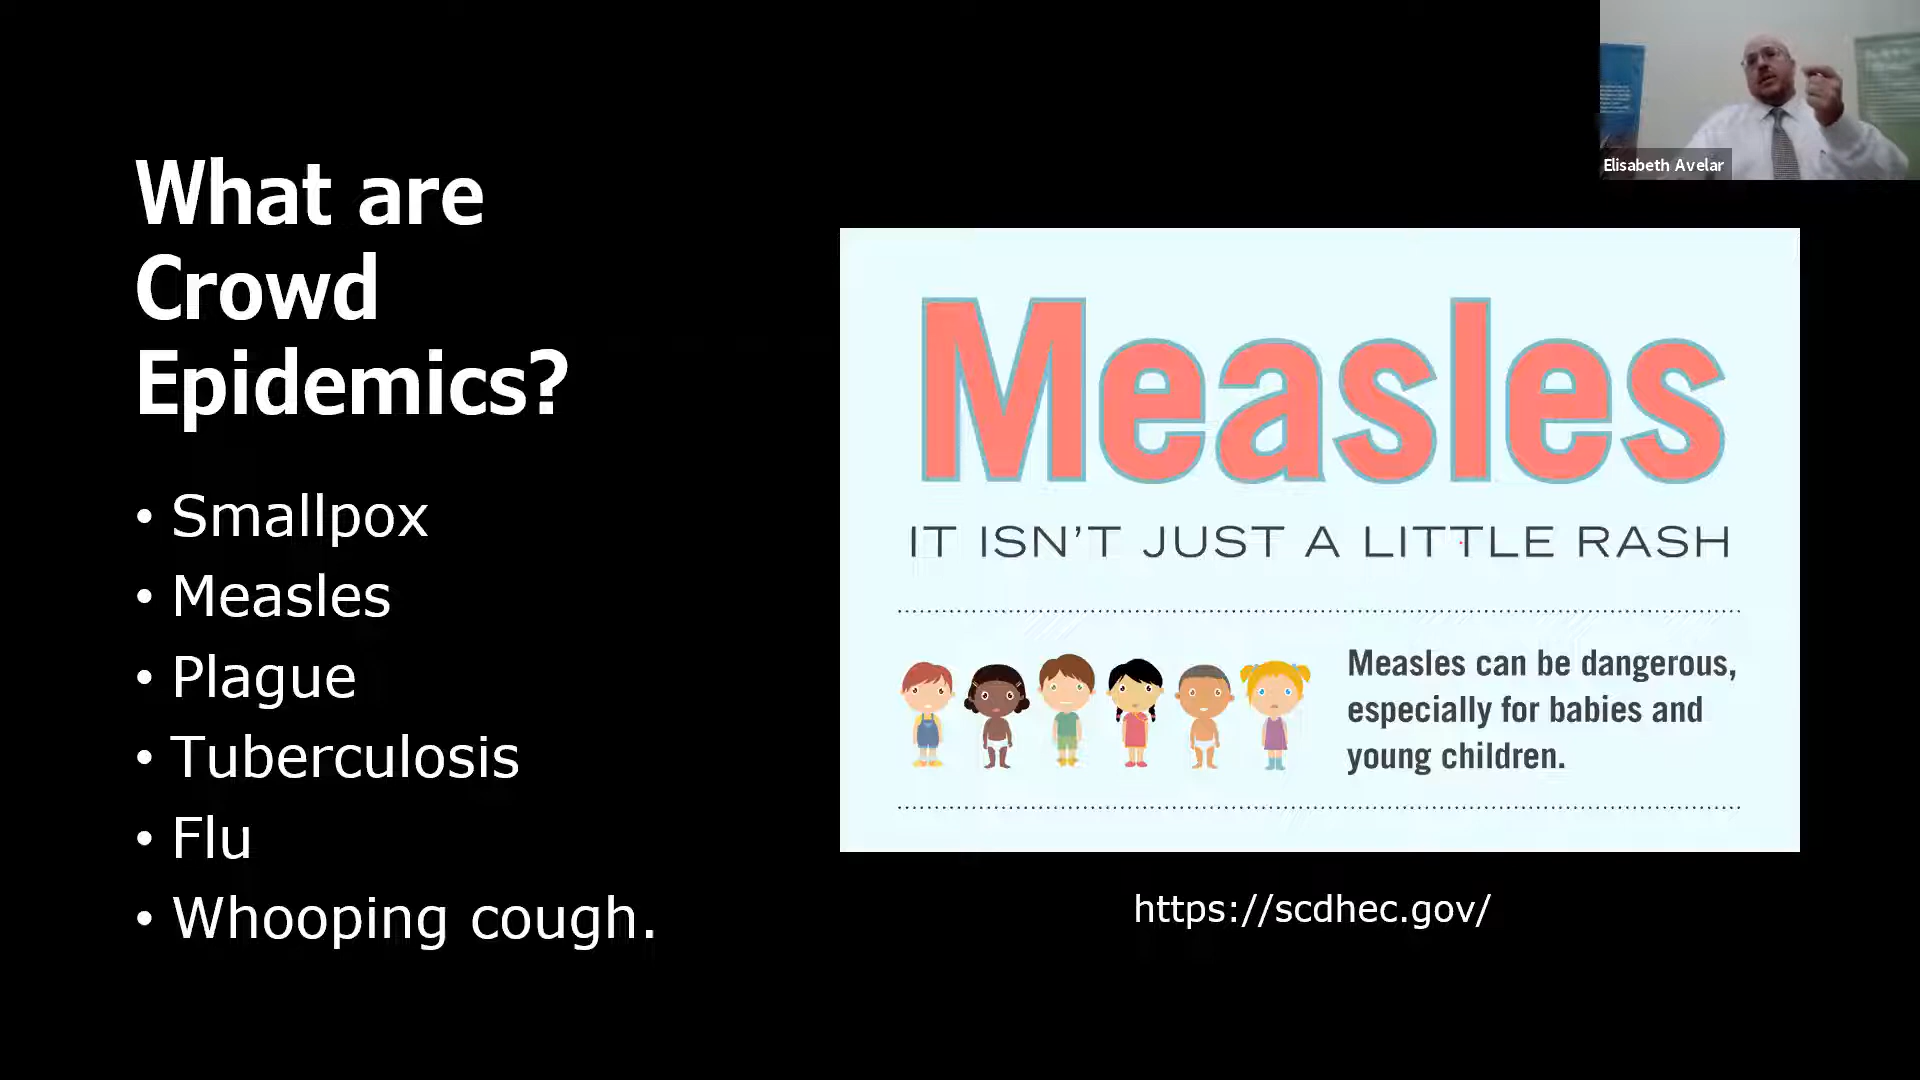 What are
Crowd
Epidemics?
• Smallpox
• Measles
• Plague
• Tuberculosis
• Flu
• Whooping cough.
Elisabeth Avelar
Measles
IT ISN'T JUST A LITTLE RASH
Measles can be dangerous,
especially for babies and
young children.
https://scdhec.gov/